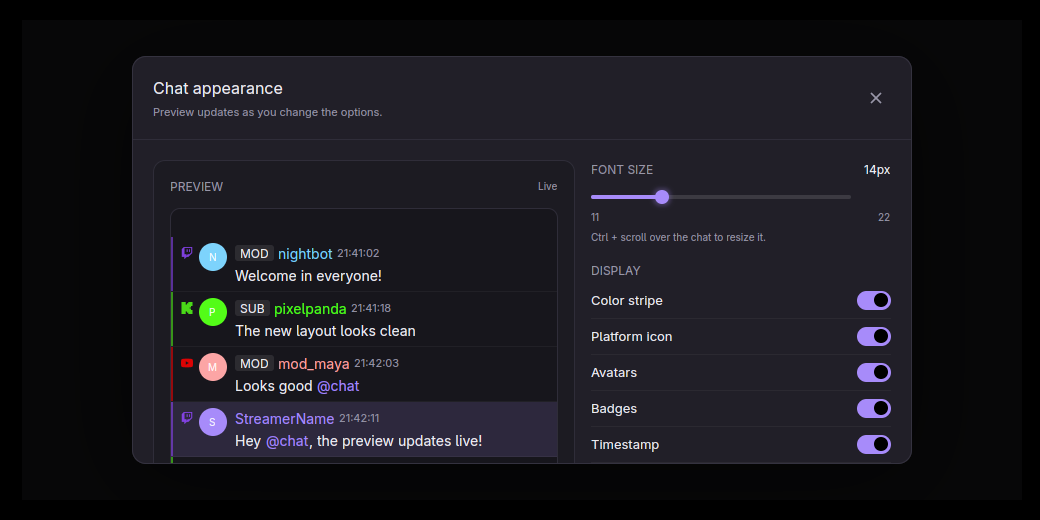 Chat appearance
Preview updates as you change the options.
PREVIEW
Live
N
MOD nightbot 21:41:02
Welcome in everyone!
P
SUB pixelpanda 21:41:18
The new layout looks clean
M
MOD mod_maya 21:42:03
Looks good @chat
S
StreamerName 21:42:11
Hey @chat, the preview updates live!
FONT SIZE
14px
11
22
Ctrl + scroll over the chat to resize it.
DISPLAY
Color stripe
Platform icon
Avatars
Badges
Timestamp